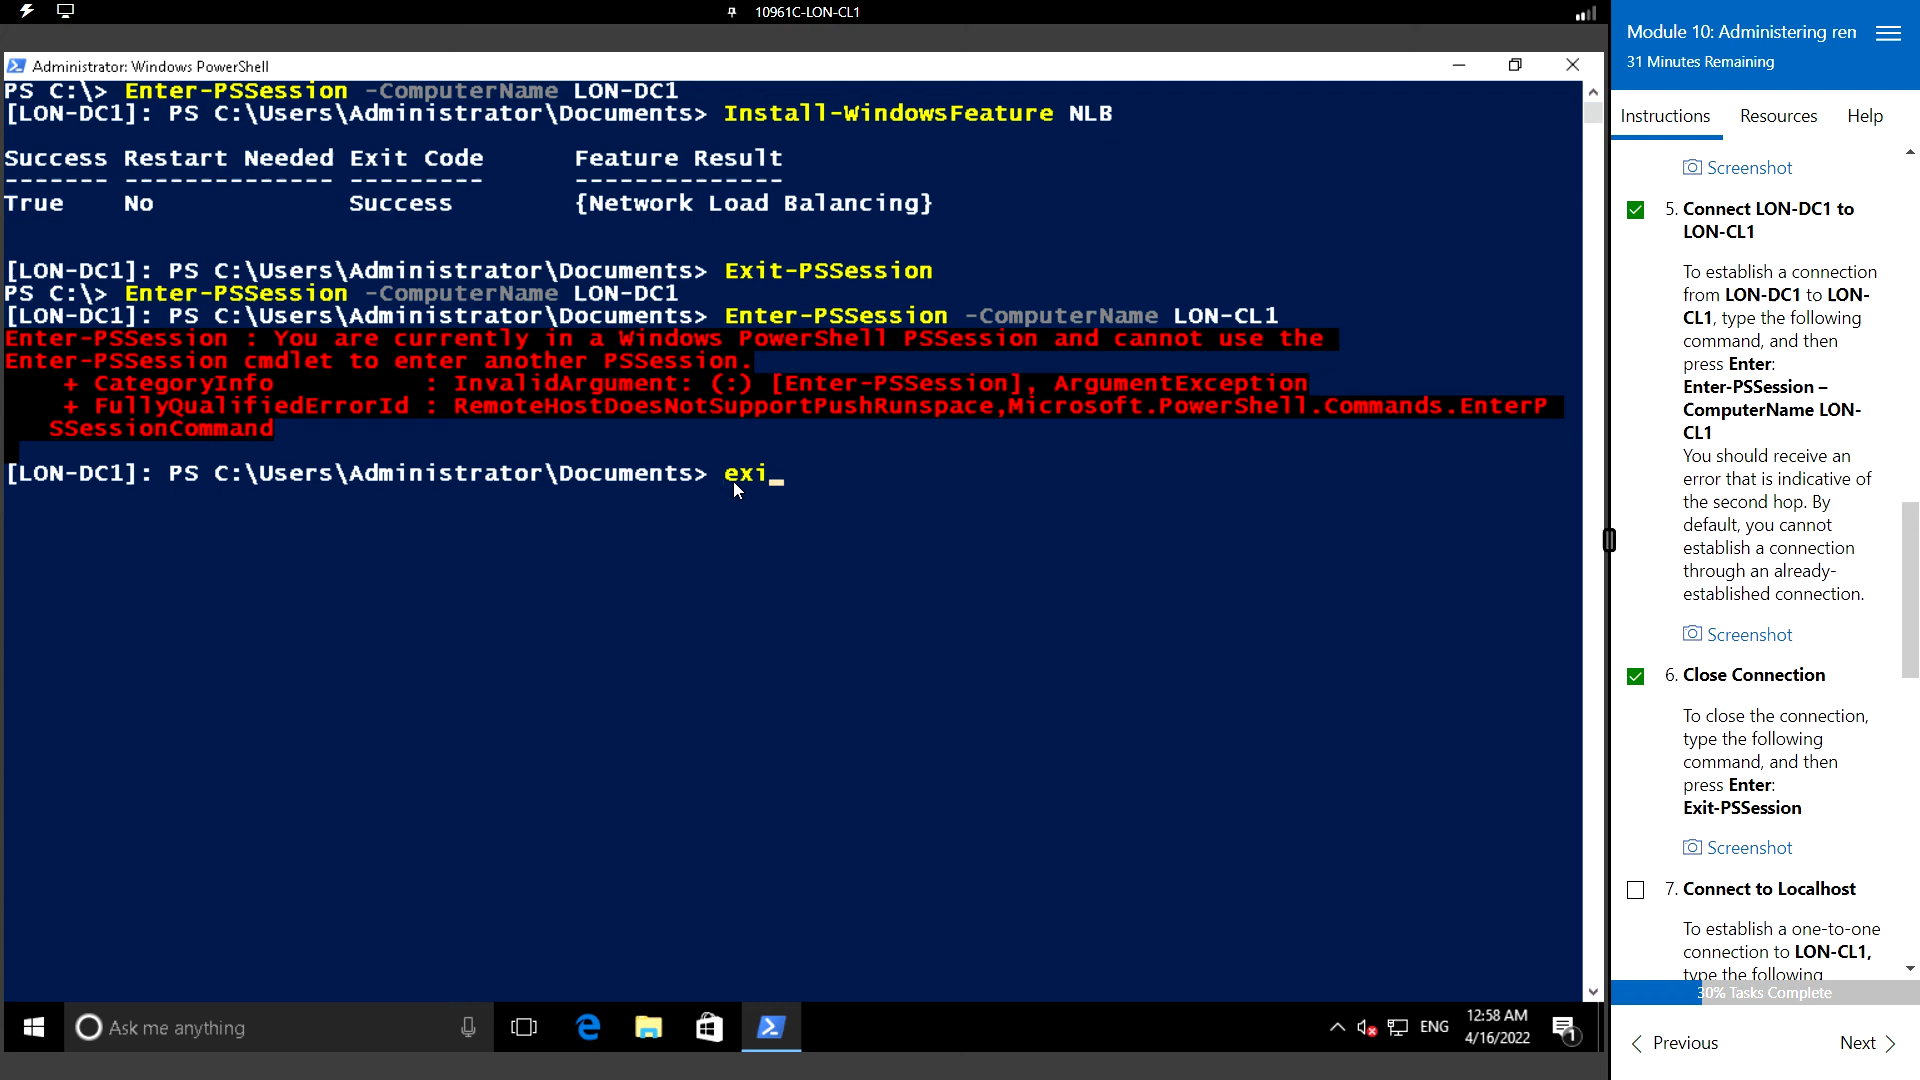 10961C-LON-CL1
Administrator: Windows PowerShell
PS C:\> Enter-PSSession -ComputerName LON-DC1
[LON-DC1]: PS C:\Users\Administrator\Documents> Install-WindowsFeature NLB
Success Restart Needed Exit Code      Feature Result
------- -------------- ---------      --------------
True    No             Success        {Network Load Balancing}
[LON-DC1]: PS C:\Users\Administrator\Documents> Exit-PSSession
PS C:\> Enter-PSSession -ComputerName LON-DC1
[LON-DC1]: PS C:\Users\Administrator\Documents> Enter-PSSession -ComputerName LON-CL1
Enter-PSSession : You are currently in a Windows PowerShell PSSession and cannot use the
Enter-PSSession cmdlet to enter another PSSession.
    + CategoryInfo          : InvalidArgument: (:) [Enter-PSSession], ArgumentException
    + FullyQualifiedErrorId : RemoteHostDoesNotSupportPushRunspace,Microsoft.PowerShell.Commands.EnterP
   SSessionCommand
[LON-DC1]: PS C:\Users\Administrator\Documents> exi_
Ask me anything
ENG
12:58 AM
4/16/2022
1
Module 10: Administering ren
31 Minutes Remaining
Instructions Resources Help
Screenshot
5. Connect LON-DC1 to
LON-CL1
To establish a connection
from LON-DC1 to LON-
CL1, type the following
command, and then
press Enter:
Enter-PSSession –
ComputerName LON-
CL1
You should receive an
error that is indicative of
the second hop. By
default, you cannot
establish a connection
through an already-
established connection.
Screenshot
6. Close Connection
To close the connection,
type the following
command, and then
press Enter:
Exit-PSSession
Screenshot
7. Connect to Localhost
To establish a one-to-one
connection to LON-CL1,
type the following
30% Tasks Complete
Previous
Next